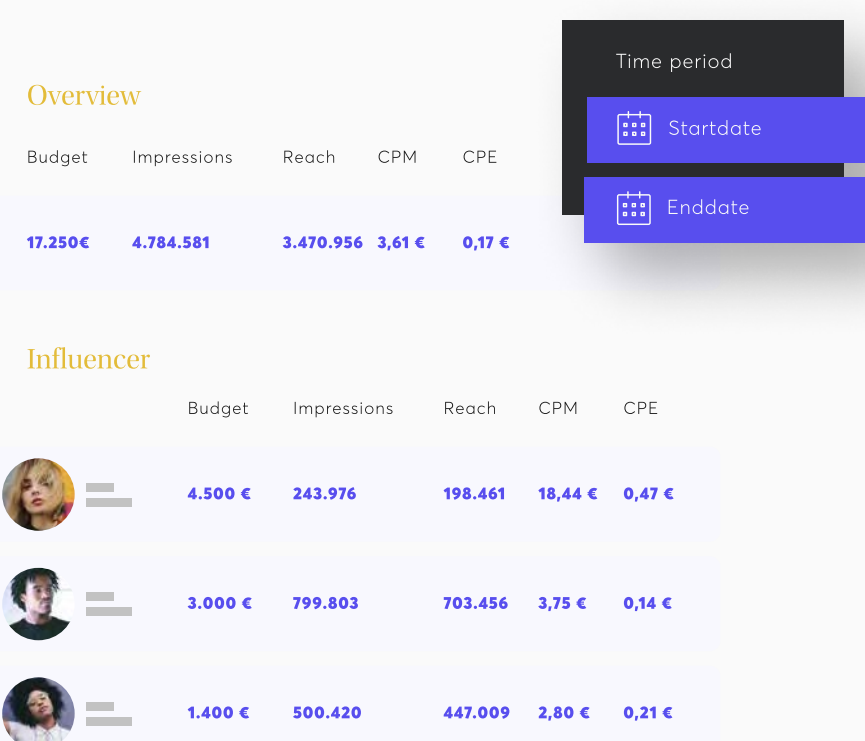 Time period
Overview
Startdate
Budget Impressions Reach CPM CPE
Enddate
17.250€ 4.784.581 3.470.956 3,61 € 0,17 €
Influencer
Budget Impressions Reach CPM CPE
4.500 € 243.976 198.461 18,44 € 0,47 €
3.000 € 799.803 703.456 3,75 € 0,14 €
1.400 € 500.420 447.009 2,80 € 0,21 €